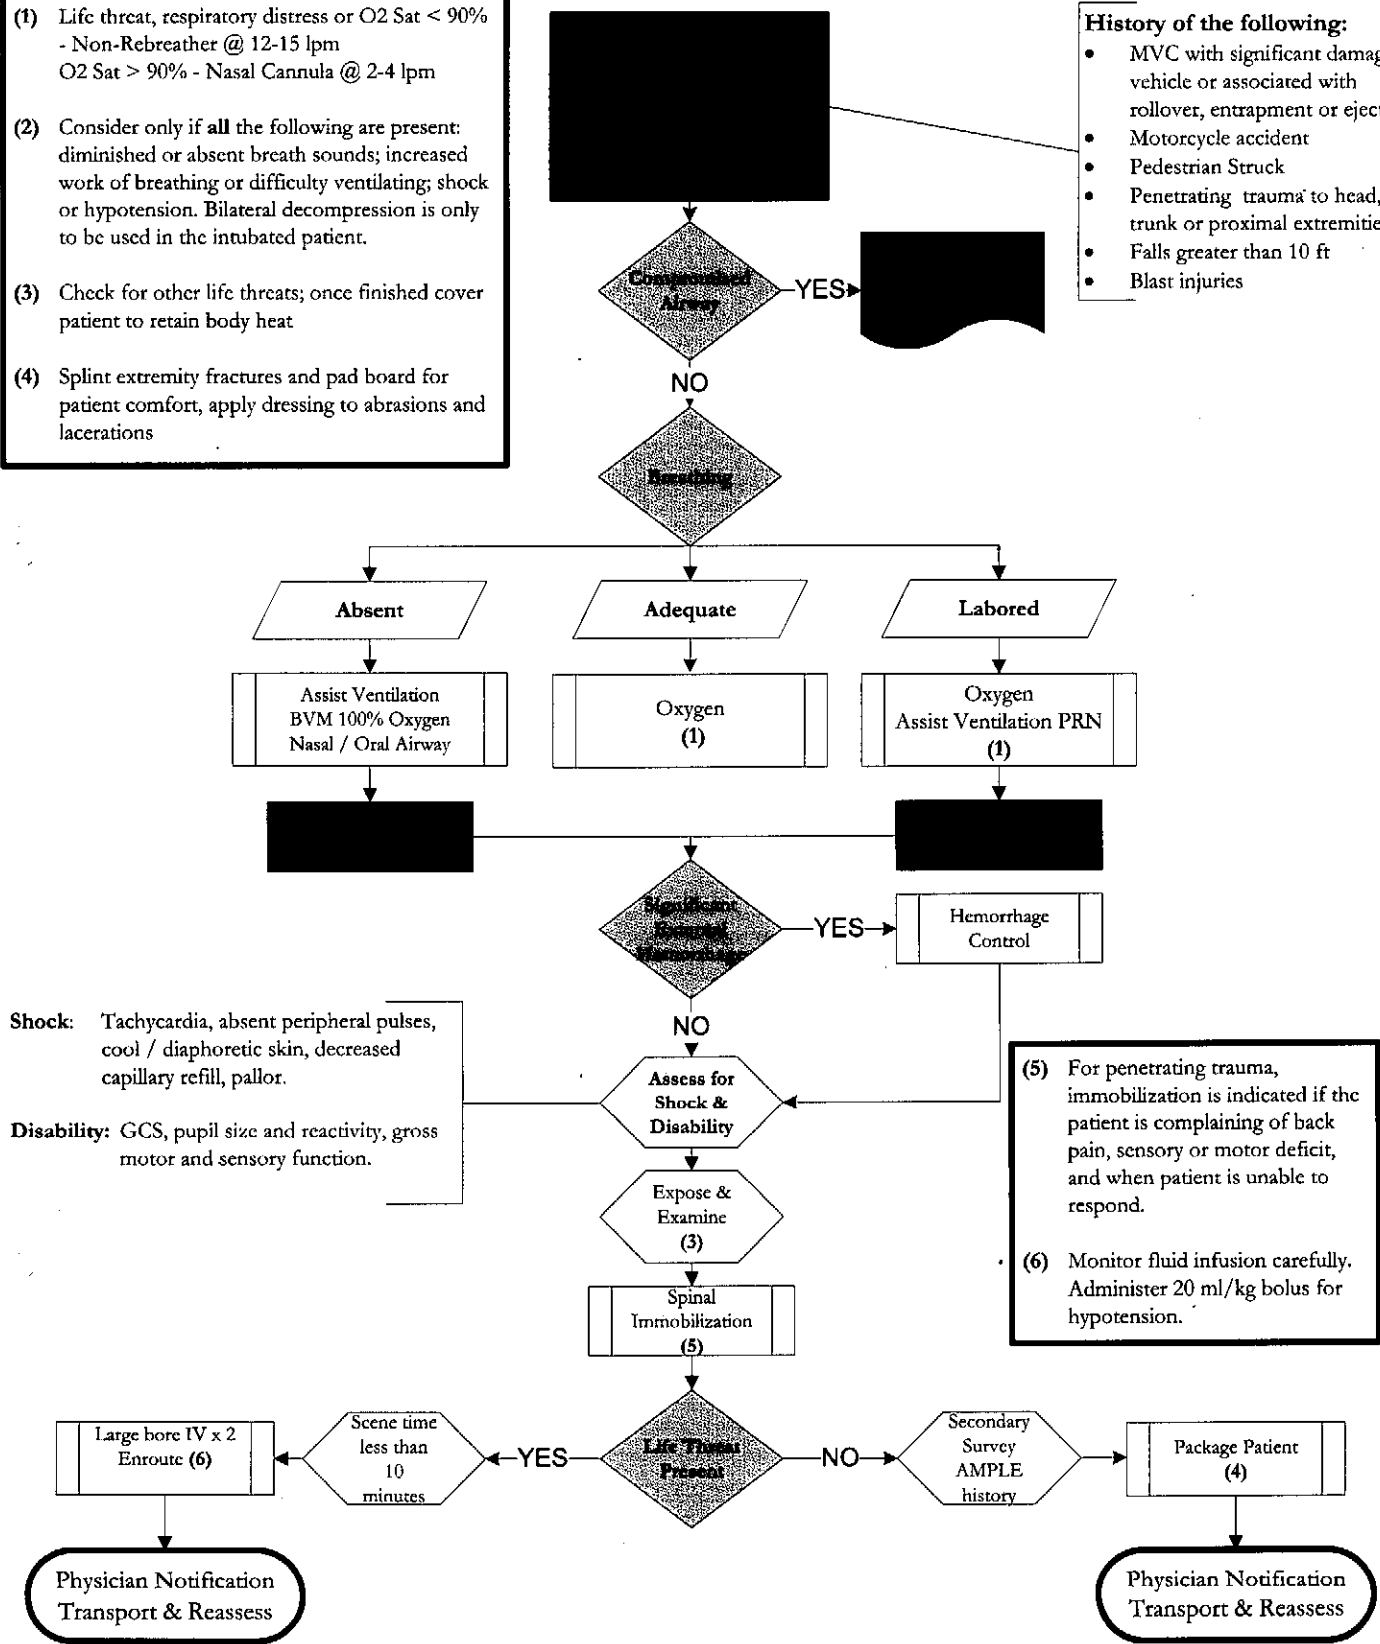 (1) Life threat, respiratory distress or O2 Sat < 90%
- Non-Rebreather @ 12-15 lpm
O2 Sat > 90% - Nasal Cannula @ 2-4 lpm
(2) Consider only if all the following are present:
diminished or absent breath sounds; increased
work of breathing or difficulty ventilating; shock
or hypotension. Bilateral decompression is only
to be used in the intubated patient.
(3) Check for other life threats; once finished cover
patient to retain body heat
(4) Splint extremity fractures and pad board for
patient comfort, apply dressing to abrasions and
lacerations
History of the following:
• MVC with significant damag
vehicle or associated with
rollover, entrapment or eject
• Motorcycle accident
• Pedestrian Struck
• Penetrating trauma to head,
trunk or proximal extremitie
• Falls greater than 10 ft
• Blast injuries
Compromised
Airway
YES
NO
Breathing
Absent
Adequate
Labored
Assist Ventilation
BVM 100% Oxygen
Nasal / Oral Airway
Oxygen
(1)
Oxygen
Assist Ventilation PRN
(1)
Significant
External
Hemorrhage
YES
Hemorrhage
Control
NO
Shock: Tachycardia, absent peripheral pulses,
cool / diaphoretic skin, decreased
capillary refill, pallor.
Disability: GCS, pupil size and reactivity, gross
motor and sensory function.
Assess for
Shock &
Disability
Expose &
Examine
(3)
Spinal
Immobilization
(5)
(5) For penetrating trauma,
immobilization is indicated if the
patient is complaining of back
pain, sensory or motor deficit,
and when patient is unable to
respond.
(6) Monitor fluid infusion carefully.
Administer 20 ml/kg bolus for
hypotension.
Large bore IV x 2
Enroute (6)
Scene time
less than
10
minutes
YES
Life Threat
Present
NO
Secondary
Survey
AMPLE
history
Package Patient
(4)
Physician Notification
Transport & Reassess
Physician Notification
Transport & Reassess